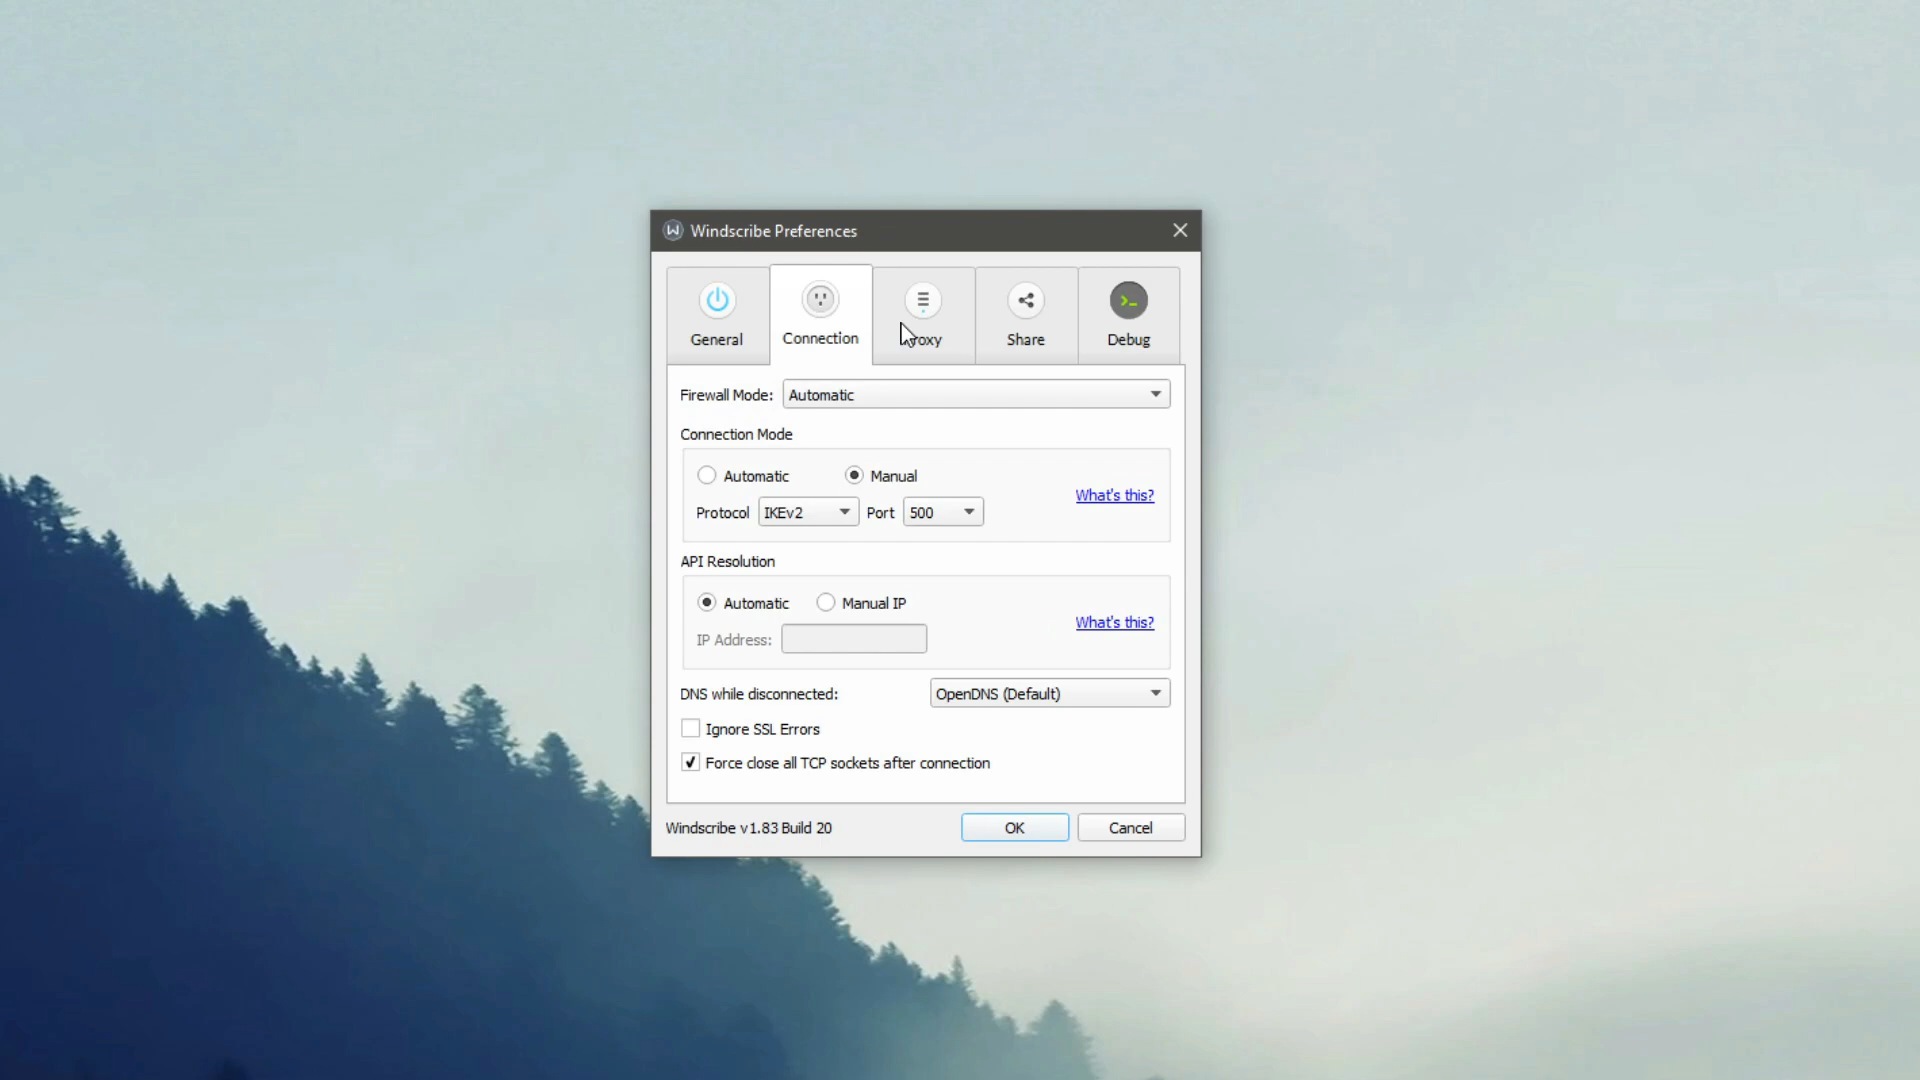 Windscribe Preferences
General Connection Proxy Share Debug
Firewall Mode: Automatic
Connection Mode
Automatic Manual
What's this?
Protocol IKEv2 Port 500
API Resolution
Automatic Manual IP
What's this?
IP Address:
DNS while disconnected: OpenDNS (Default)
Ignore SSL Errors
Force close all TCP sockets after connection
Windscribe v1.83 Build 20 OK Cancel